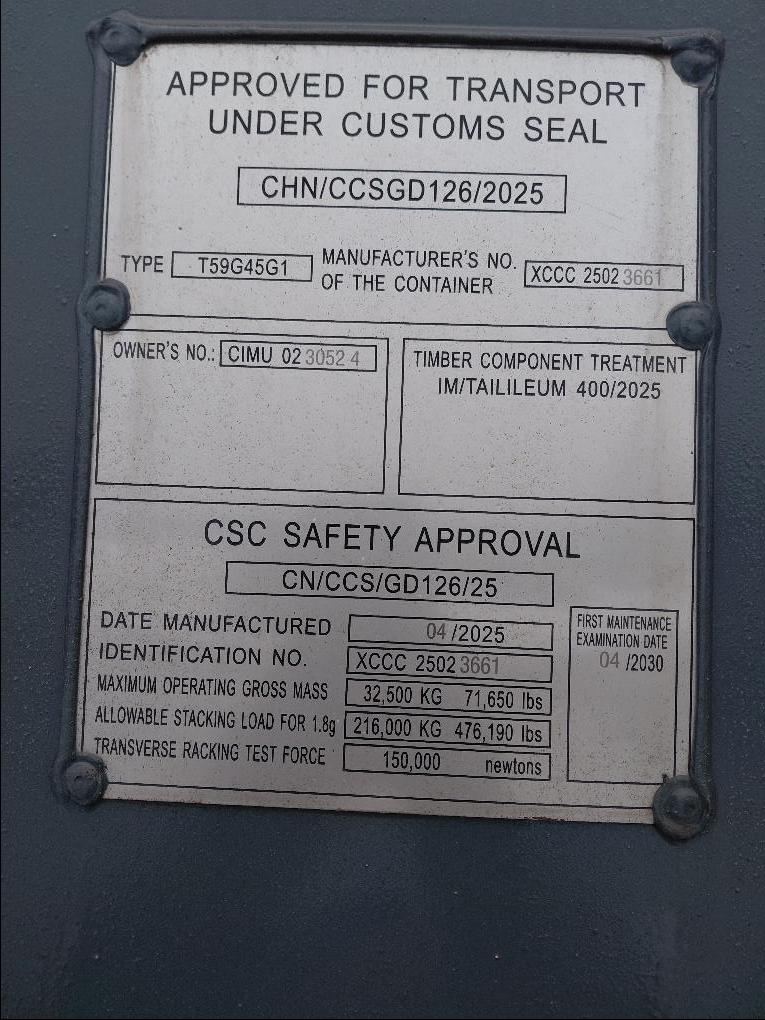 APPROVED FOR TRANSPORT
UNDER CUSTOMS SEAL
CHN/CCSGD126/2025
TYPE T59G45G1 MANUFACTURER'S NO. OF THE CONTAINER XCCC 2502 3661
OWNER'S NO.: CIMU 02 3052 4
TIMBER COMPONENT TREATMENT
IM/TAILILEUM 400/2025
CSC SAFETY APPROVAL
CN/CCS/GD126/25
DATE MANUFACTURED 04 /2025
IDENTIFICATION NO. XCCC 2502 3661
MAXIMUM OPERATING GROSS MASS 32,500 KG 71,650 lbs
ALLOWABLE STACKING LOAD FOR 1.8g 216,000 KG 476,190 lbs
TRANSVERSE RACKING TEST FORCE 150,000 newtons
FIRST MAINTENANCE
EXAMINATION DATE
04 /2030